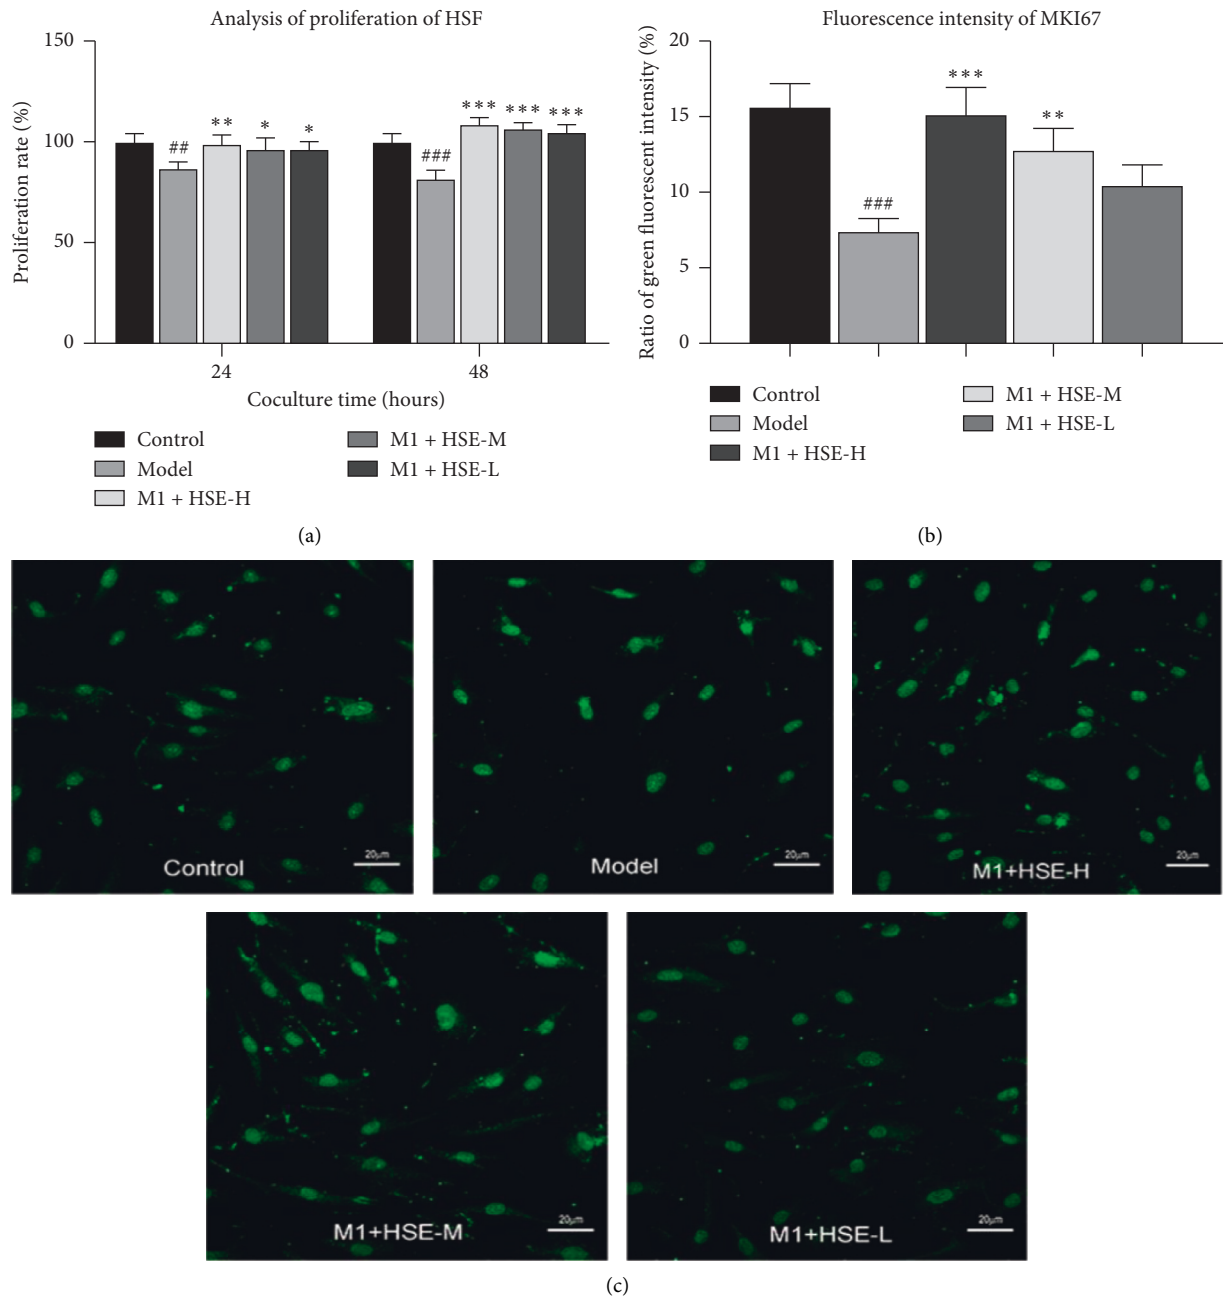 Analysis of proliferation of HSF
Proliferation rate (%)
150
100
50
0
##
**
*
*
###
***
***
***
24
48
Coculture time (hours)
Control
Model
M1 + HSE-H
M1 + HSE-M
M1 + HSE-L
(a)
Fluorescence intensity of MKI67
Ratio of green fluorescent intensity (%)
20
15
10
5
0
###
***
**
Control
Model
M1 + HSE-H
M1 + HSE-M
M1 + HSE-L
(b)
Control
20μm
Model
20μm
M1+HSE-H
20μm
M1+HSE-M
20μm
M1+HSE-L
20μm
(c)